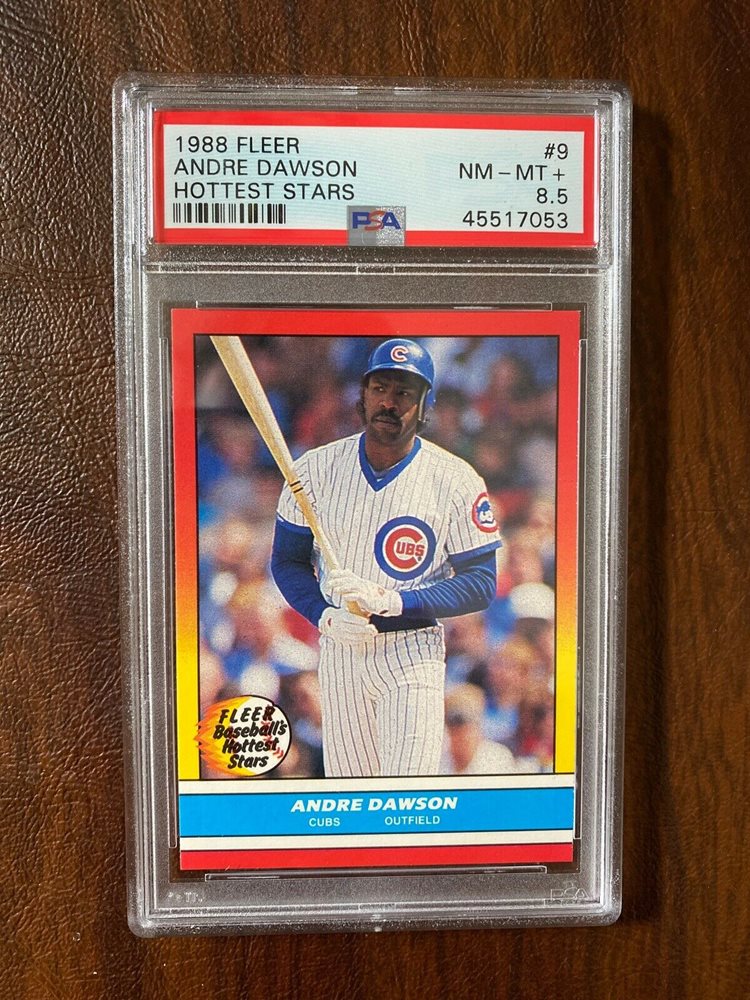 1988 FLEER #9
ANDRE DAWSON NM - MT +
HOTTEST STARS 8.5
PSA 45517053
C
CUBS
FLEER
Baseball's
Hottest
Stars
ANDRE DAWSON
CUBS OUTFIELD
PSA